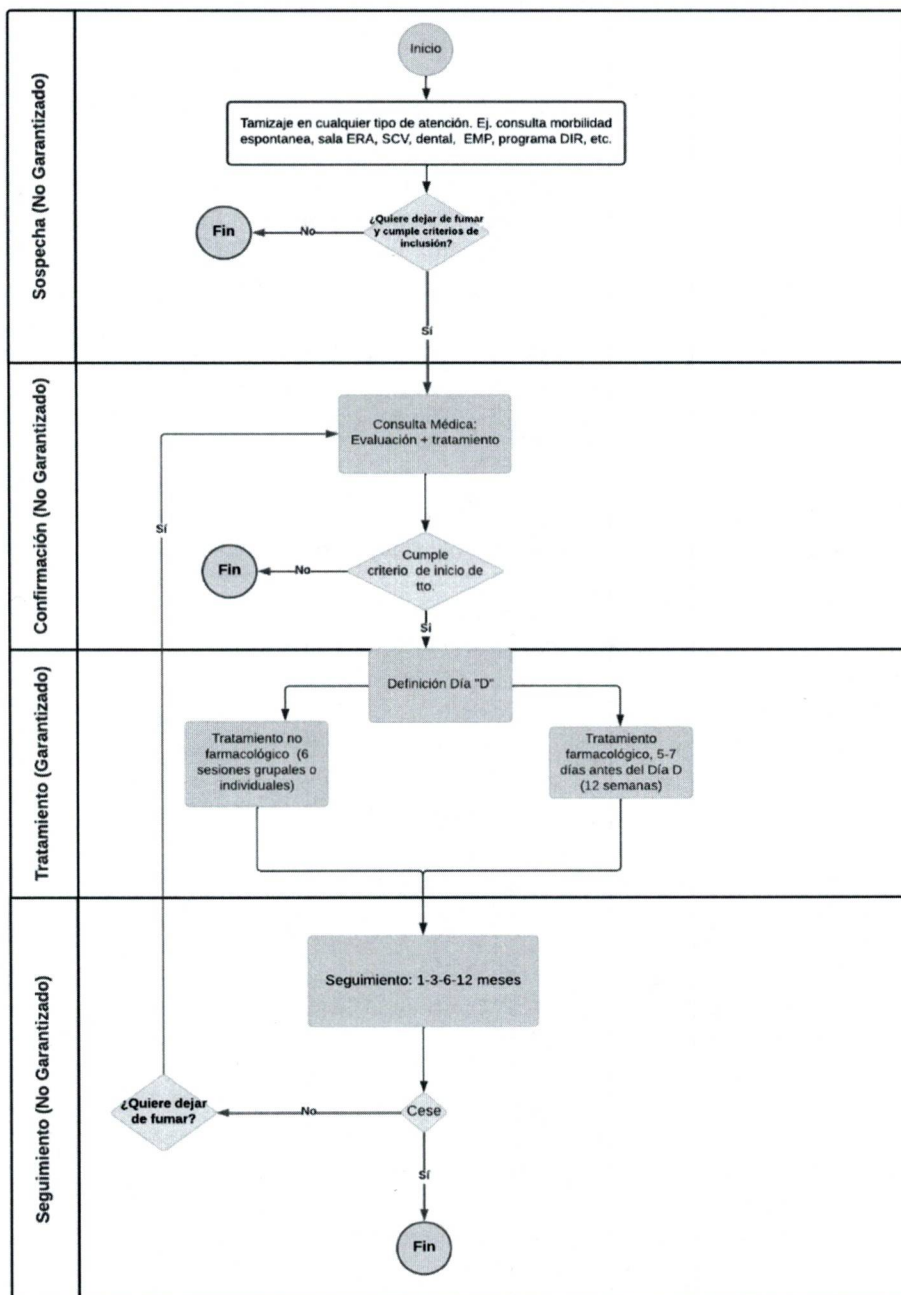 Sospecha (No Garantizado)
Inicio
Tamizaje en cualquier tipo de atención. Ej. consulta morbilidad
espontanea, sala ERA, SCV, dental, EMP, programa DIR, etc.
¿Quiere dejar de fumar
y cumple criterios de
inclusión?
No
Fin
Sí
Confirmación (No Garantizado)
Consulta Médica:
Evaluación + tratamiento
Sí
Cumple
criterio de inicio de
tto.
No
Fin
Sí
Tratamiento (Garantizado)
Definición Día "D"
Tratamiento no
farmacológico (6
sesiones grupales o
individuales)
Tratamiento
farmacológico, 5-7
días antes del Día D
(12 semanas)
Seguimiento (No Garantizado)
Seguimiento: 1-3-6-12 meses
¿Quiere dejar
de fumar?
No
Cese
Sí
Fin